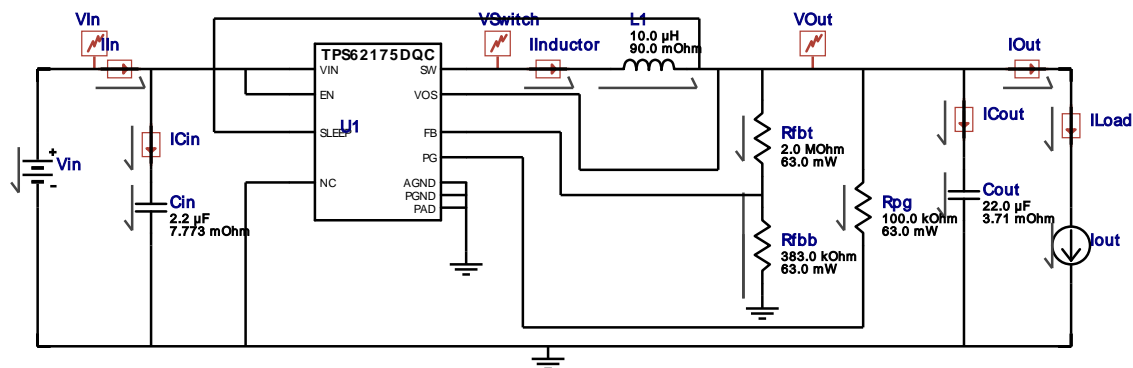 VIn
IIn
VSwitch
IInductor
L1
10.0 µH
90.0 mOhm
VOut
IOut
TPS62175DQC
VIN
EN
SLEEP
NC
U1
SW
VOS
FB
PG
AGND
PGND
PAD
+
Vin
-
ICin
Cin
2.2 µF
7.773 mOhm
Rfbt
2.0 MOhm
63.0 mW
Rfbb
383.0 kOhm
63.0 mW
Rpg
100.0 kOhm
63.0 mW
ICout
Cout
22.0 µF
3.71 mOhm
ILoad
Iout